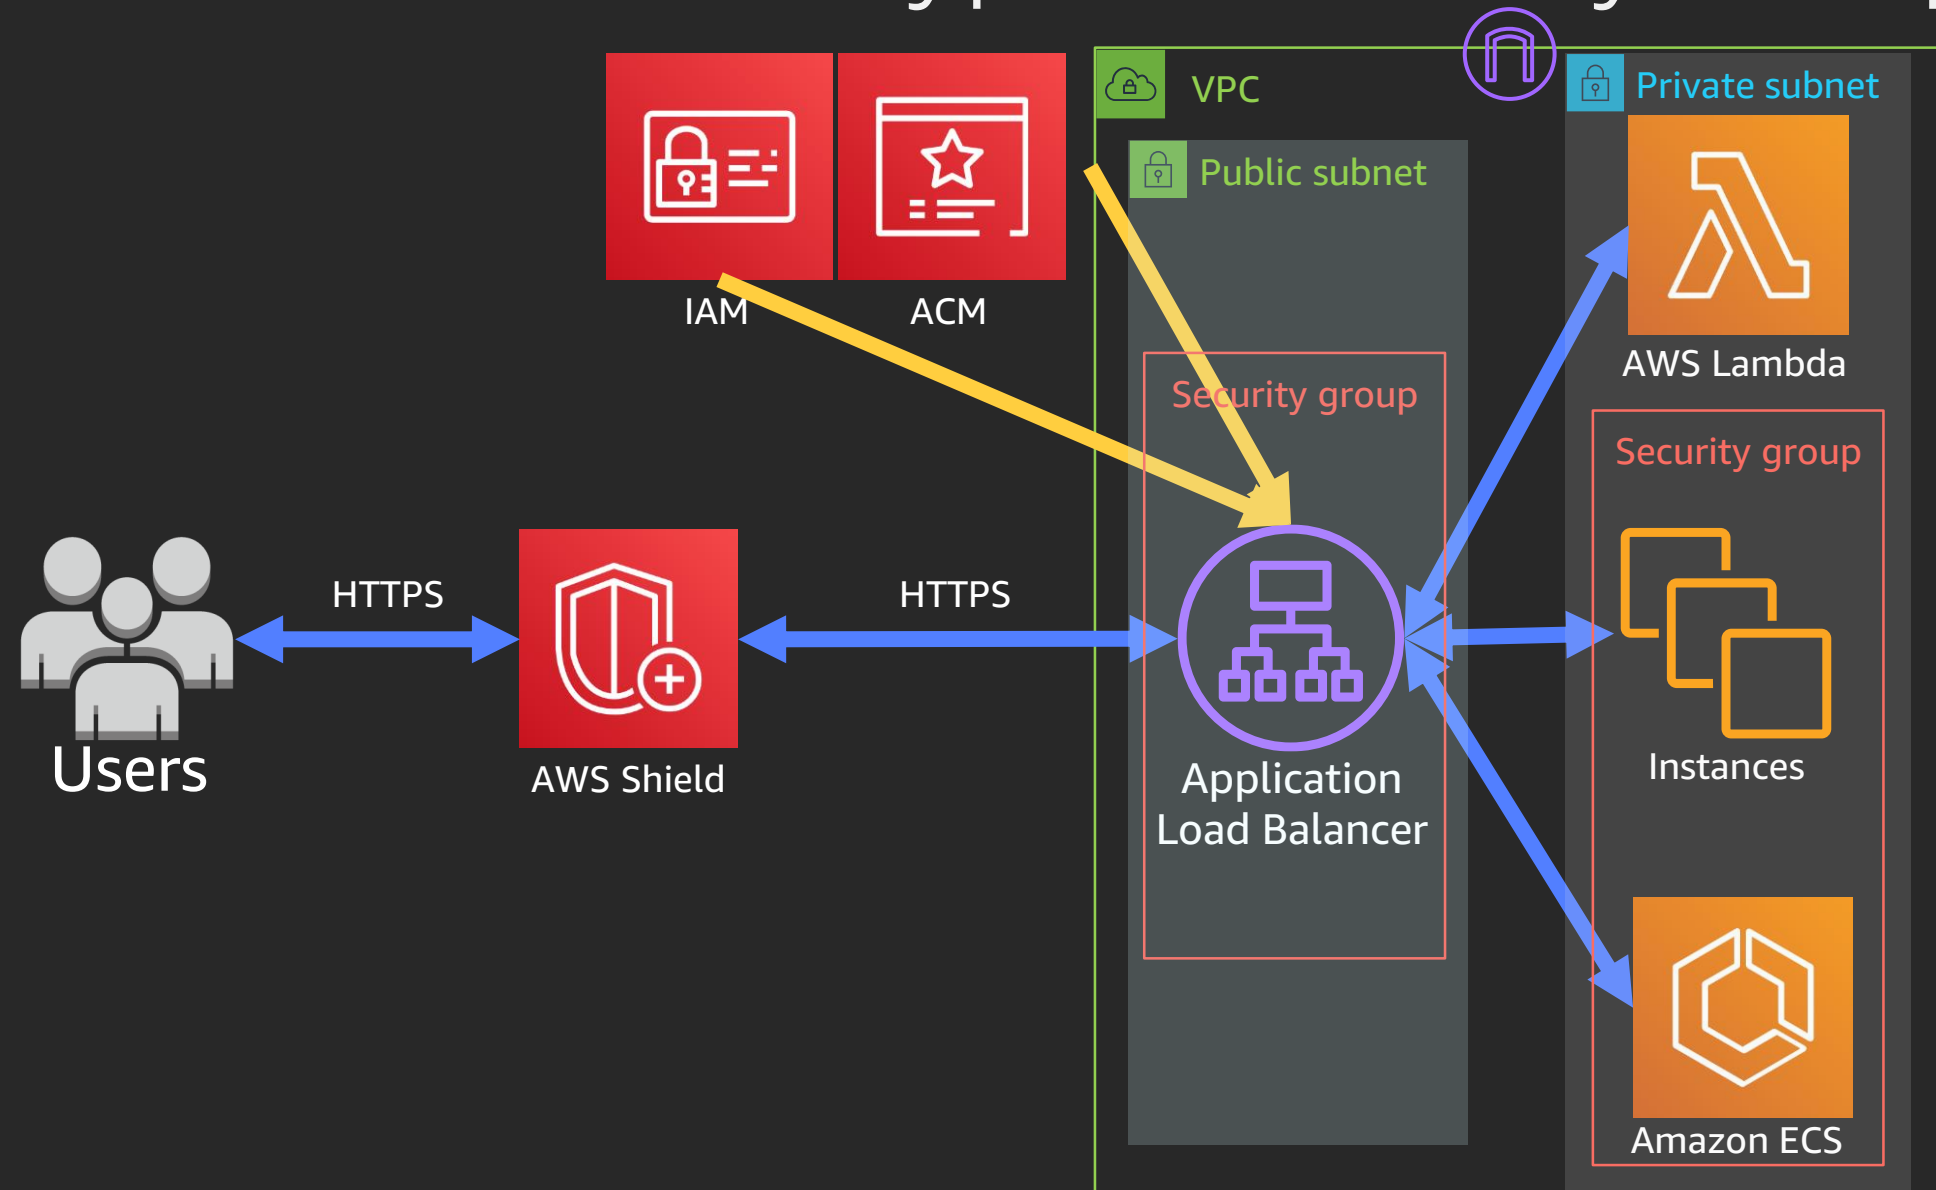 VPC
Private subnet
Public subnet
IAM
ACM
AWS Lambda
Security group
Security group
HTTPS
HTTPS
Users
AWS Shield
Application
Load Balancer
Instances
Amazon ECS